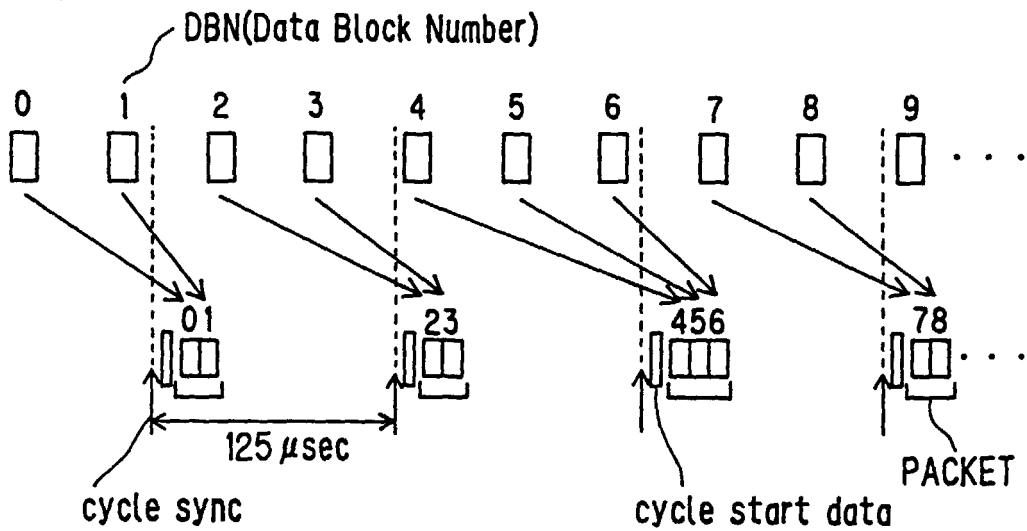 DBN(Data Block Number)
0 1 2 3 4 5 6 7 8 9 . . .
01 23 456 78
. . .
125 μsec
PACKET
cycle sync cycle start data